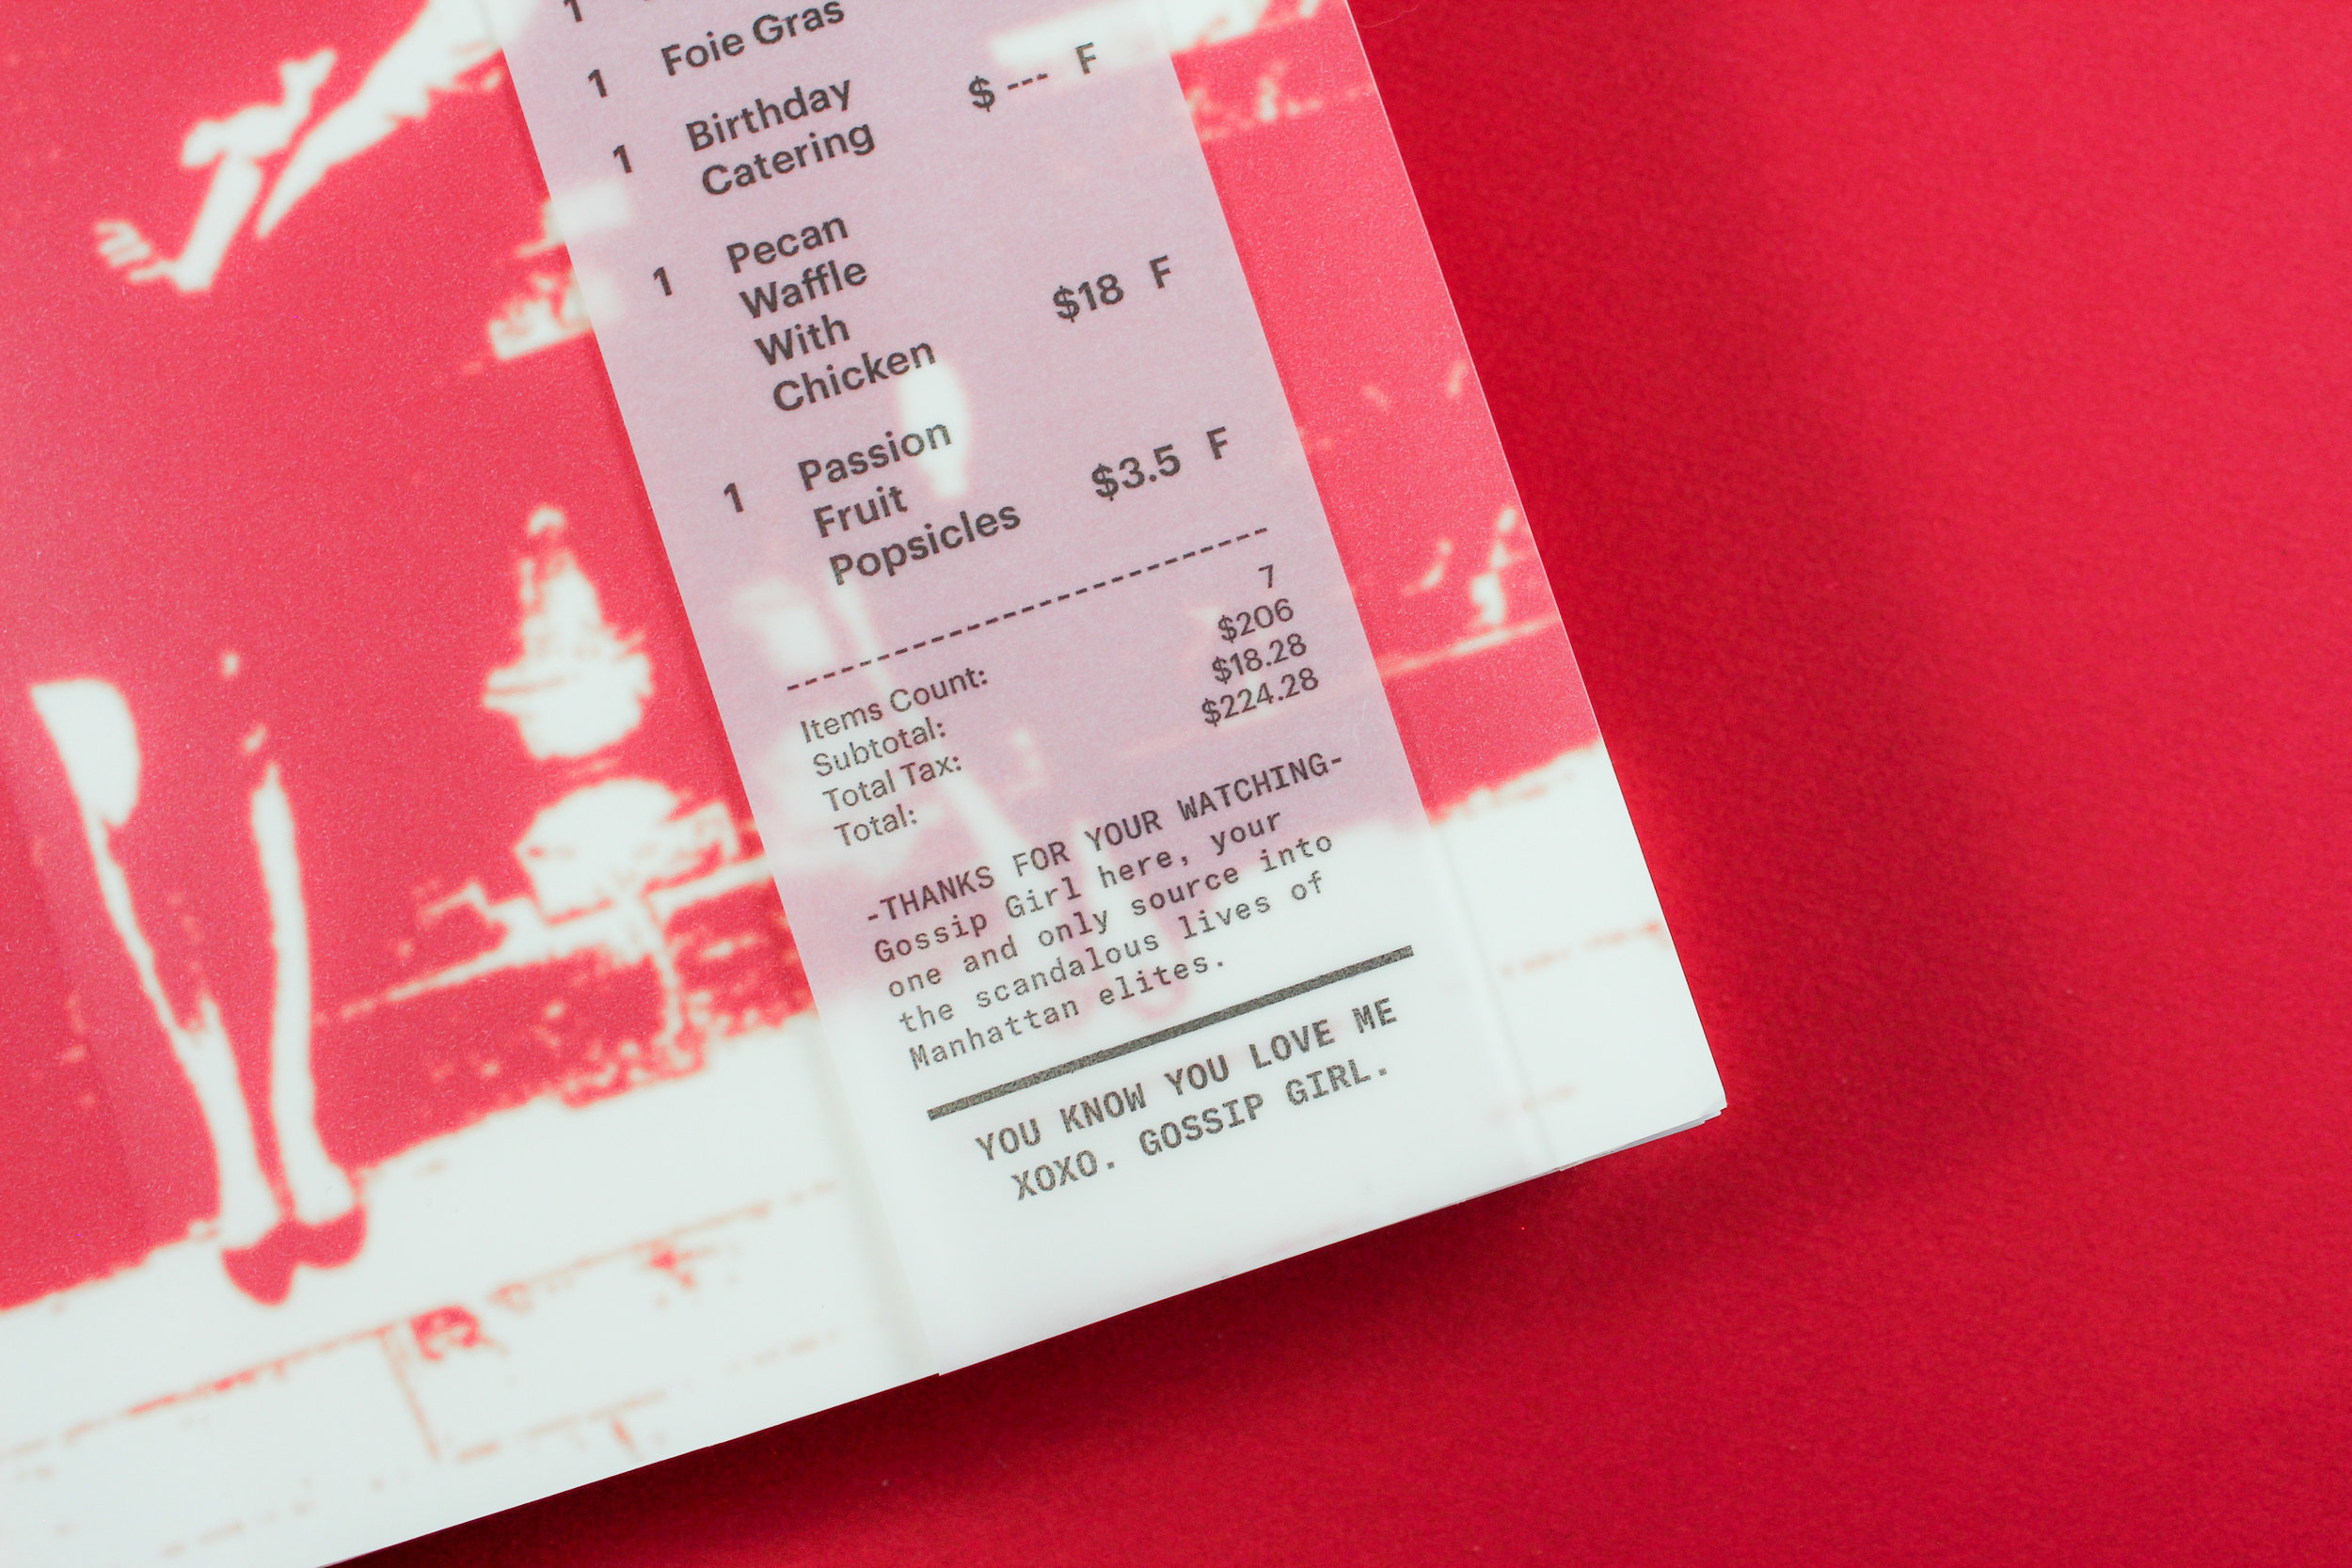 1
1 Foie Gras
1 Birthday $--- F
Catering
1 Pecan
Waffle
With $18 F
Chicken
1 Passion
Fruit $3.5 F
Popsicles
--------------------------------
Items Count: 7
Subtotal: $206
Total Tax: $18.28
Total: $224.28
-THANKS FOR YOUR WATCHING-
Gossip Girl here, your
one and only source into
the scandalous lives of
Manhattan elites.
YOU KNOW YOU LOVE ME
XOXO. GOSSIP GIRL.